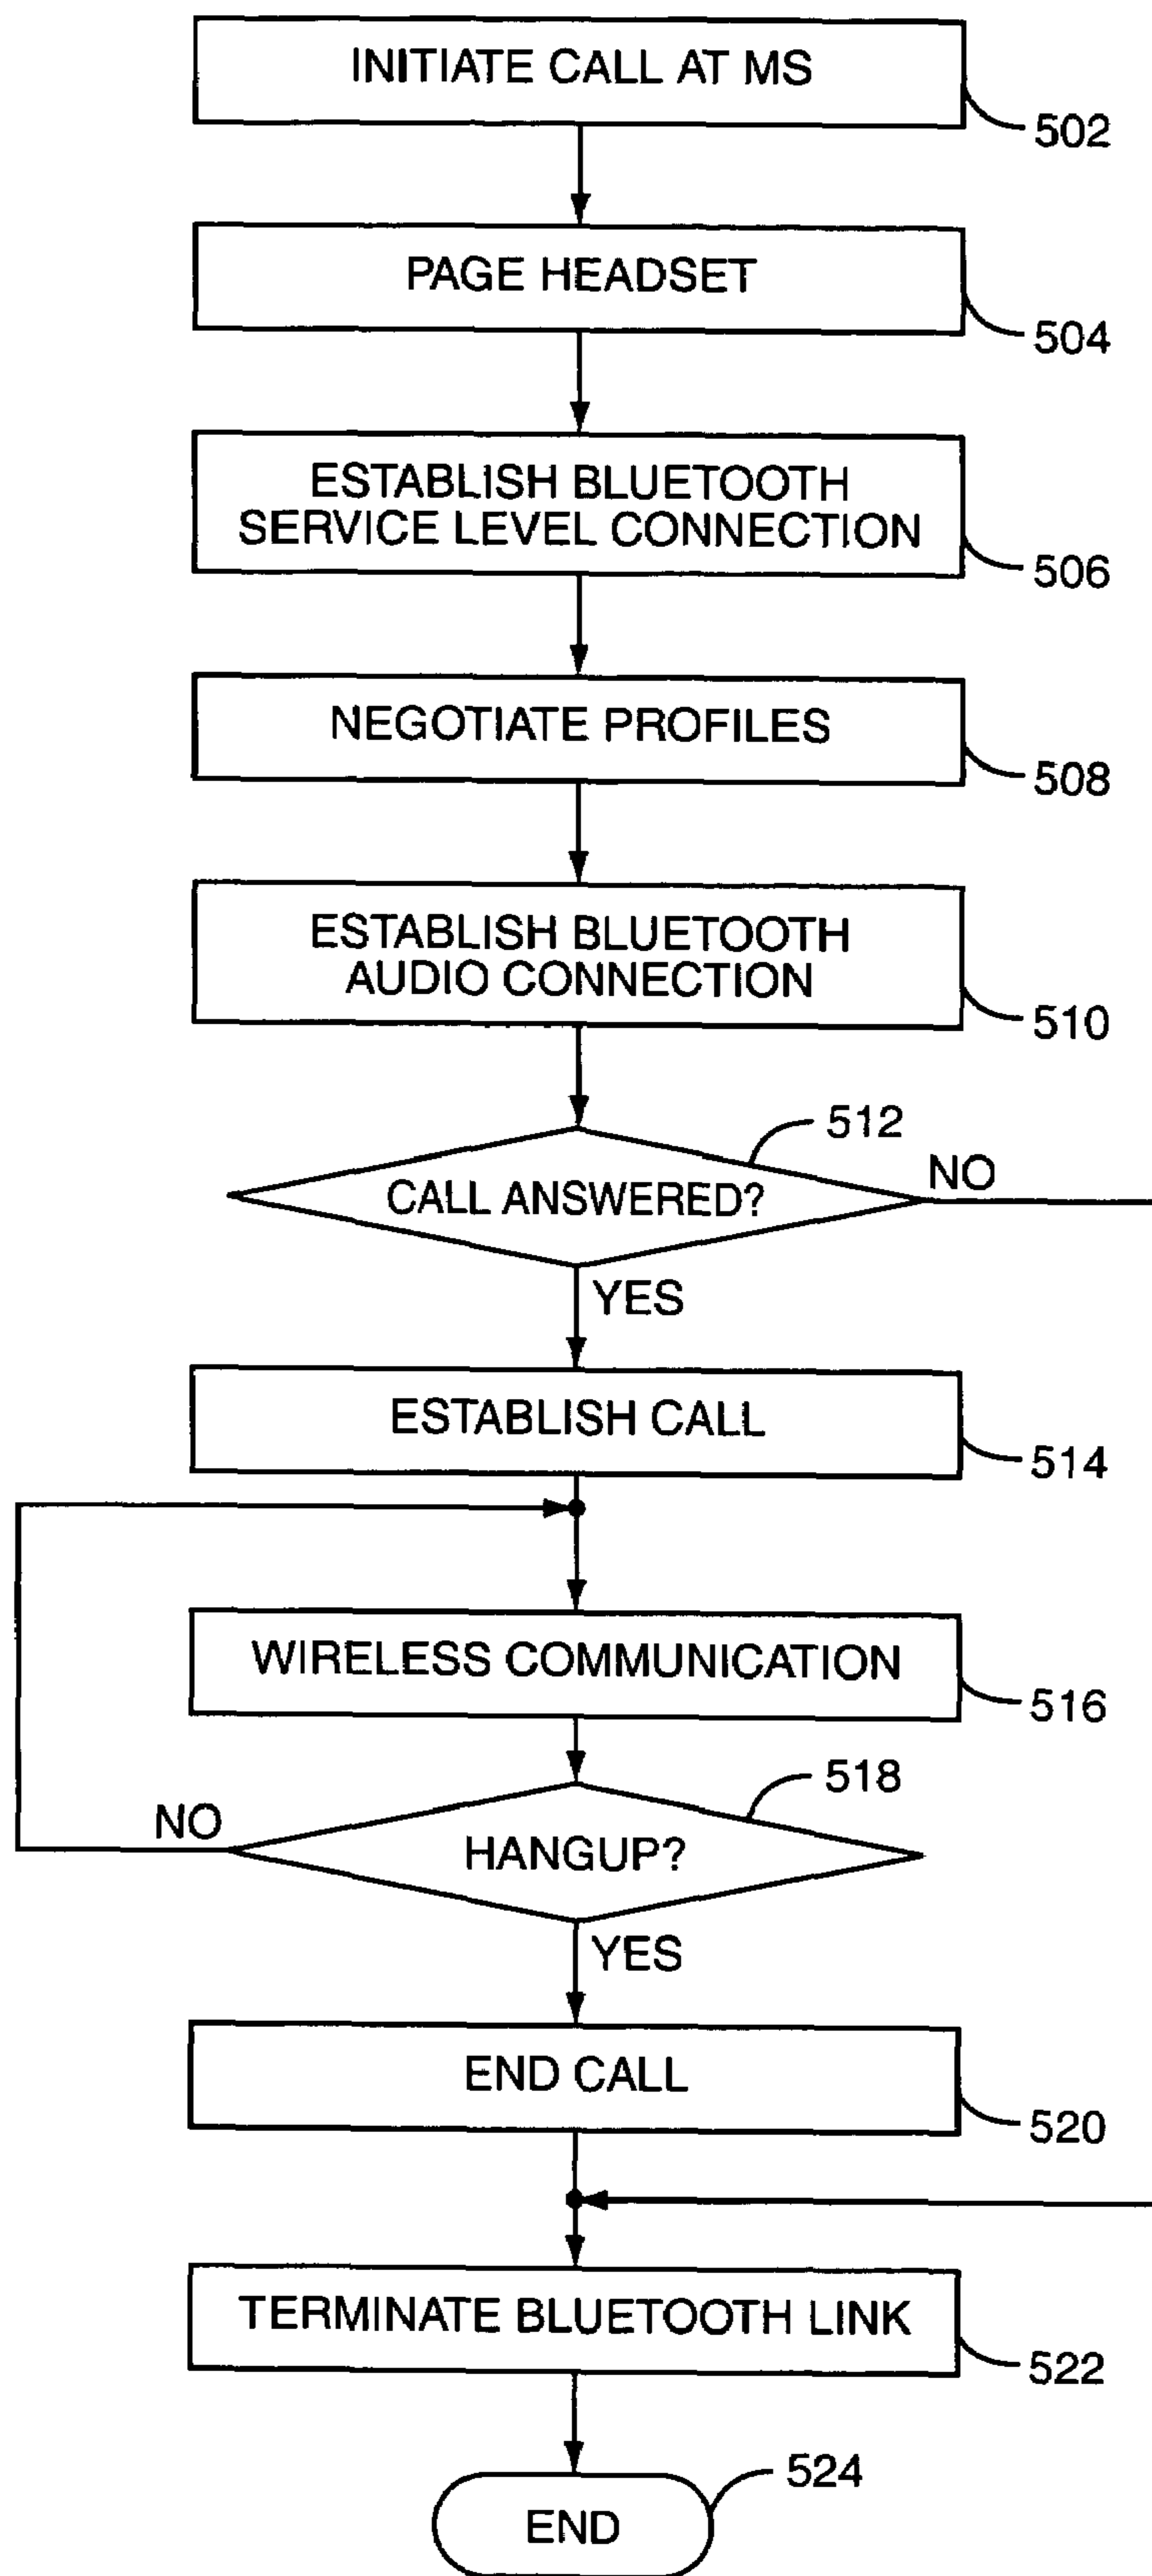 INITIATE CALL AT MS
502
PAGE HEADSET
504
ESTABLISH BLUETOOTH
SERVICE LEVEL CONNECTION
506
NEGOTIATE PROFILES
508
ESTABLISH BLUETOOTH
AUDIO CONNECTION
510
512
NO
CALL ANSWERED?
YES
ESTABLISH CALL
514
WIRELESS COMMUNICATION
516
518
NO
HANGUP?
YES
END CALL
520
TERMINATE BLUETOOTH LINK
522
524
END